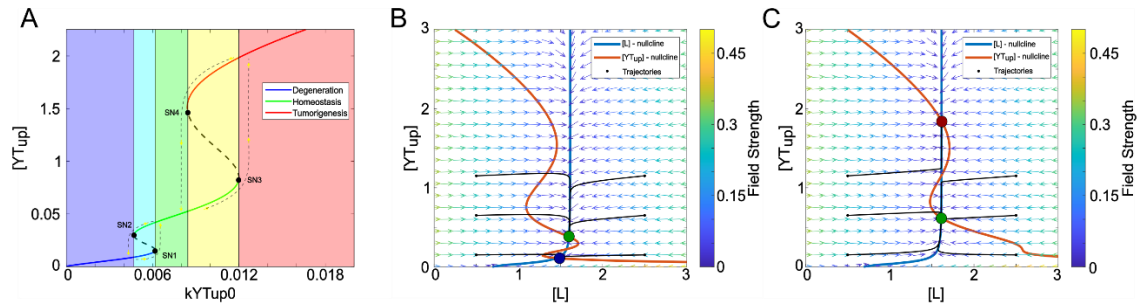 A
[YTup]
2
1.5
1
0.05
0
Degeneration
Homeostasis
Tumorigenesis
SN4
SN3
SN2
SN1
0
0.006
0.012
0.018
kYTup0
B
[YTup]
3
2
1
0
[L] - nullcline
[YTup] - nullcline
Trajectories
0
1
2
3
[L]
0.45
0.3
0.15
0
Field Strength
C
[YTup]
3
2
1
0
[L] - nullcline
[YTup] - nullcline
Trajectories
0
1
2
3
[L]
0.45
0.3
0.15
0
Field Strength